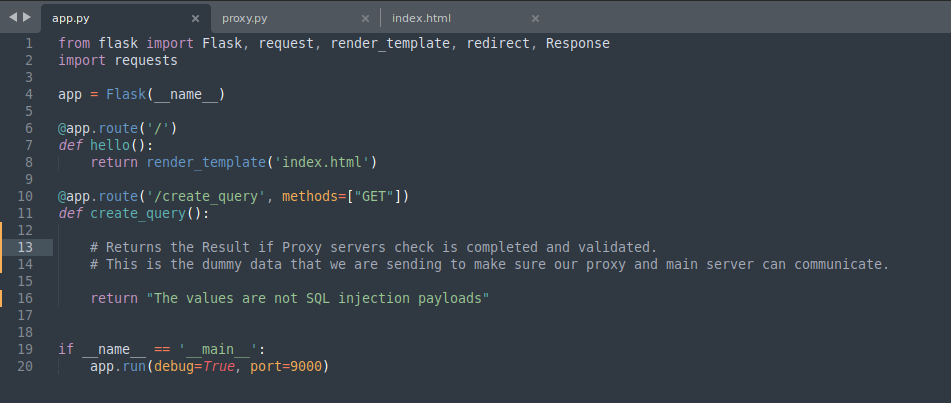 app.py × proxy.py × index.html ×
1 from flask import Flask, request, render_template, redirect, Response
2 import requests
3
4 app = Flask(__name__)
5
6 @app.route('/')
7 def hello():
8     return render_template('index.html')
9
10 @app.route('/create_query', methods=["GET"])
11 def create_query():
12
13     # Returns the Result if Proxy servers check is completed and validated.
14     # This is the dummy data that we are sending to make sure our proxy and main server can communicate.
15
16     return "The values are not SQL injection payloads"
17
18
19 if __name__ == '__main__':
20     app.run(debug=True, port=9000)